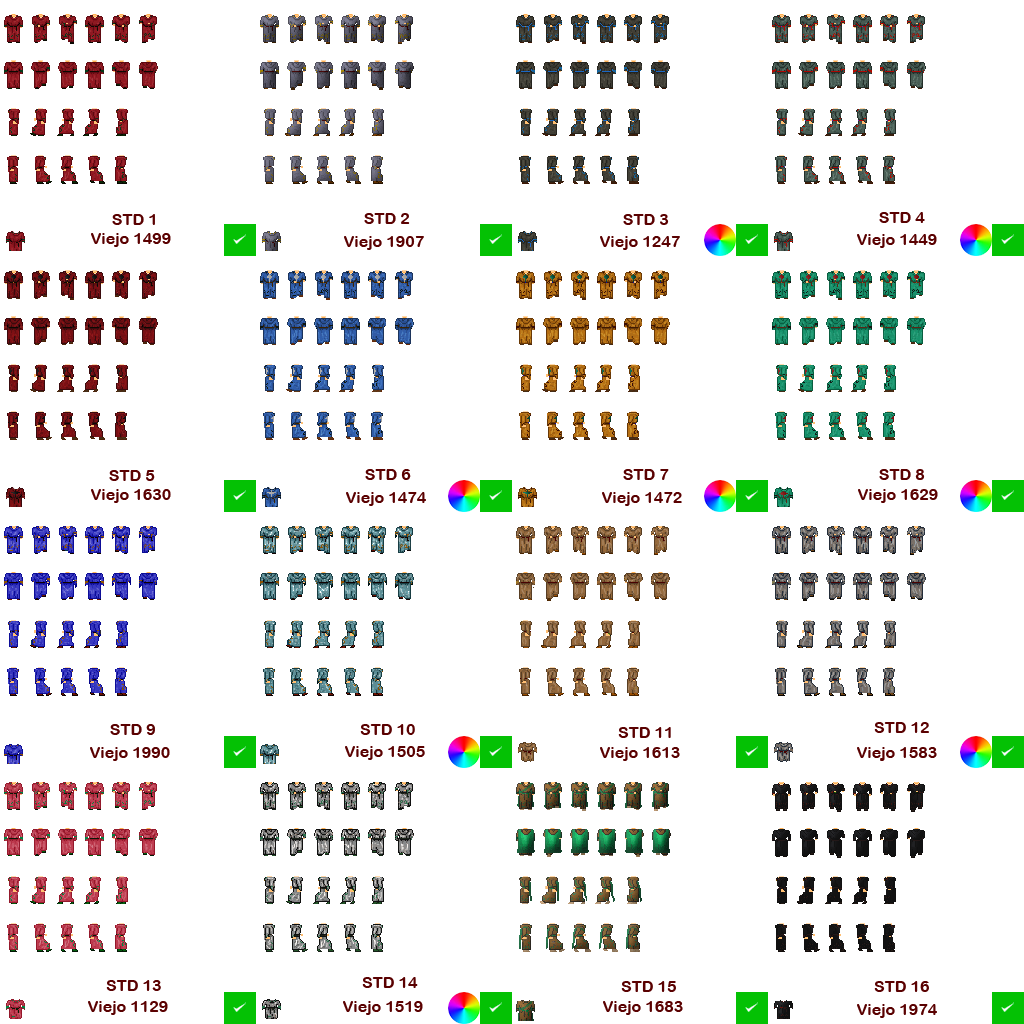 STD 1
Viejo 1499
STD 2
Viejo 1907
STD 3
Viejo 1247
STD 4
Viejo 1449
STD 5
Viejo 1630
STD 6
Viejo 1474
STD 7
Viejo 1472
STD 8
Viejo 1629
STD 9
Viejo 1990
STD 10
Viejo 1505
STD 11
Viejo 1613
STD 12
Viejo 1583
STD 13
Viejo 1129
STD 14
Viejo 1519
STD 15
Viejo 1683
STD 16
Viejo 1974